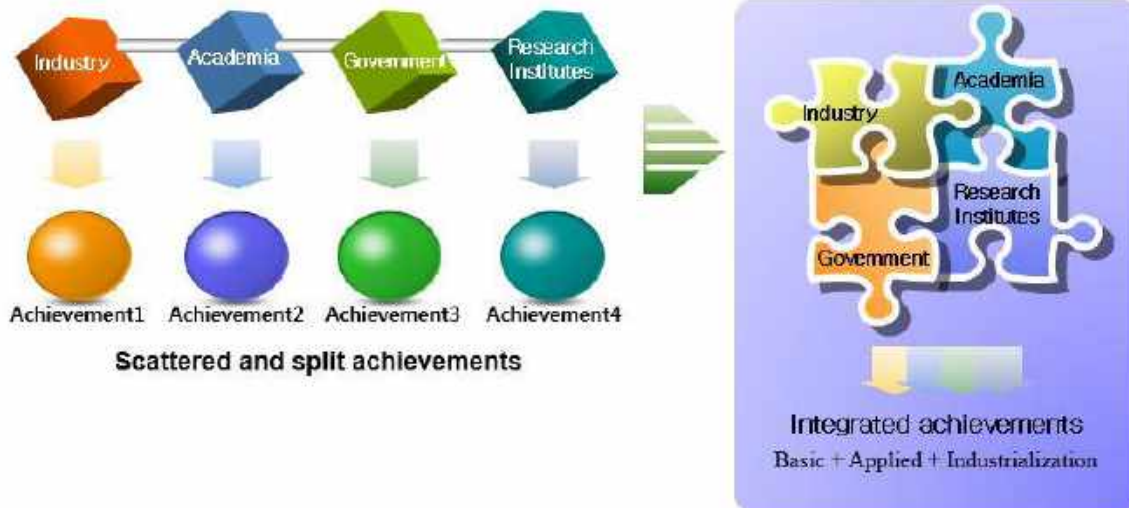 Industry
Academia
Government
Research
Institutes
Achievement1
Achievement2
Achievement3
Achievement4
Scattered and split achievements
Academia
Industry
Research
Institutes
Government
Integrated achievements
Basic + Applied + Industrialization